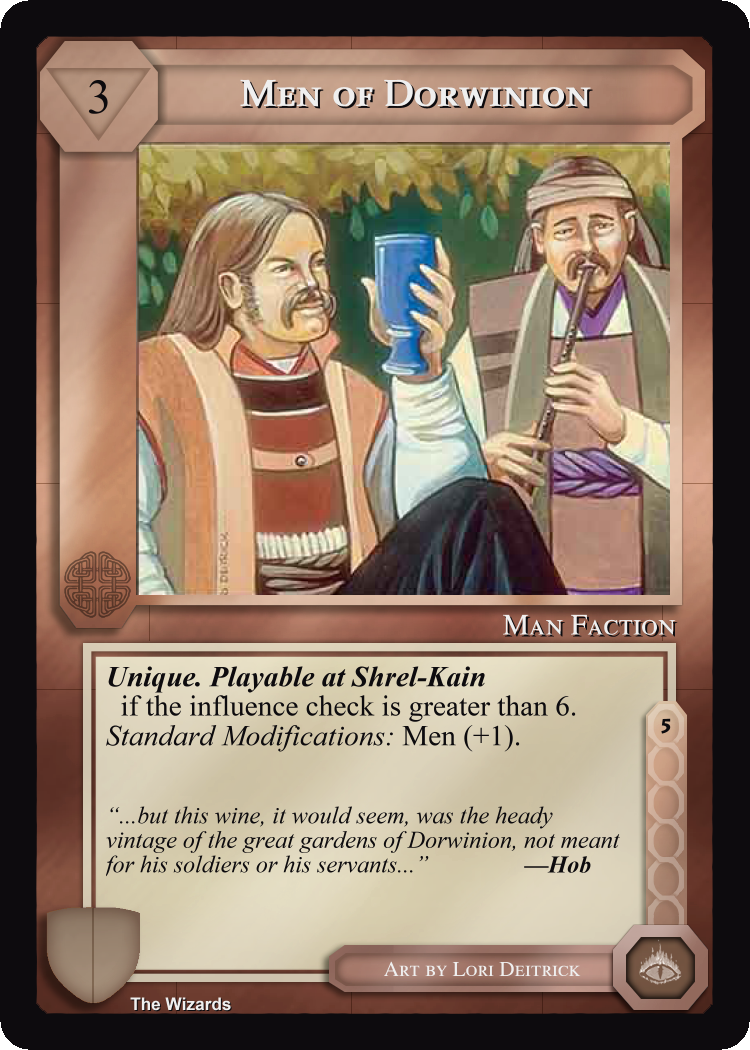 3
Men of Dorwinion
D DEITRICK
Man Faction
Unique. Playable at Shrel-Kain
if the influence check is greater than 6.
Standard Modifications: Men (+1).
5
“...but this wine, it would seem, was the heady
vintage of the great gardens of Dorwinion, not meant
for his soldiers or his servants...” —Hob
Art by Lori Deitrick
The Wizards